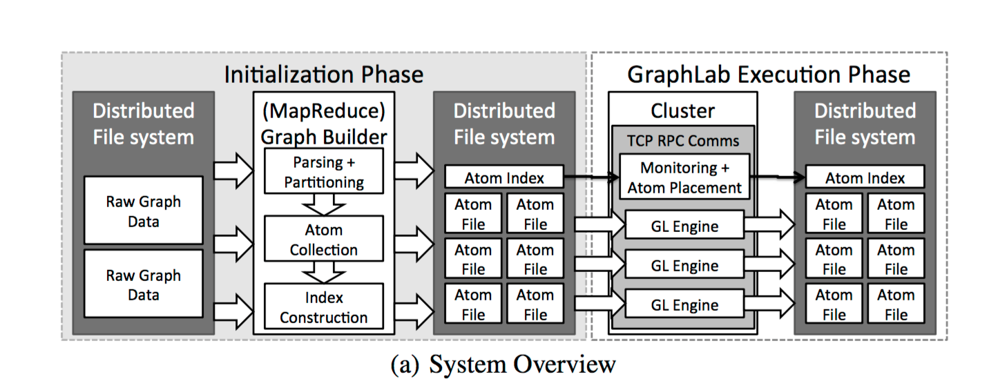 Initialization Phase
Distributed
File system
Raw Graph
Data
Raw Graph
Data
(MapReduce)
Graph Builder
Parsing +
Partitioning
Atom
Collection
Index
Construction
Distributed
File system
Atom Index
Atom
File
Atom
File
Atom
File
Atom
File
Atom
File
Atom
File
GraphLab Execution Phase
Cluster
TCP RPC Comms
Monitoring +
Atom Placement
GL Engine
GL Engine
GL Engine
Distributed
File system
Atom Index
Atom
File
Atom
File
Atom
File
Atom
File
Atom
File
Atom
File
(a) System Overview